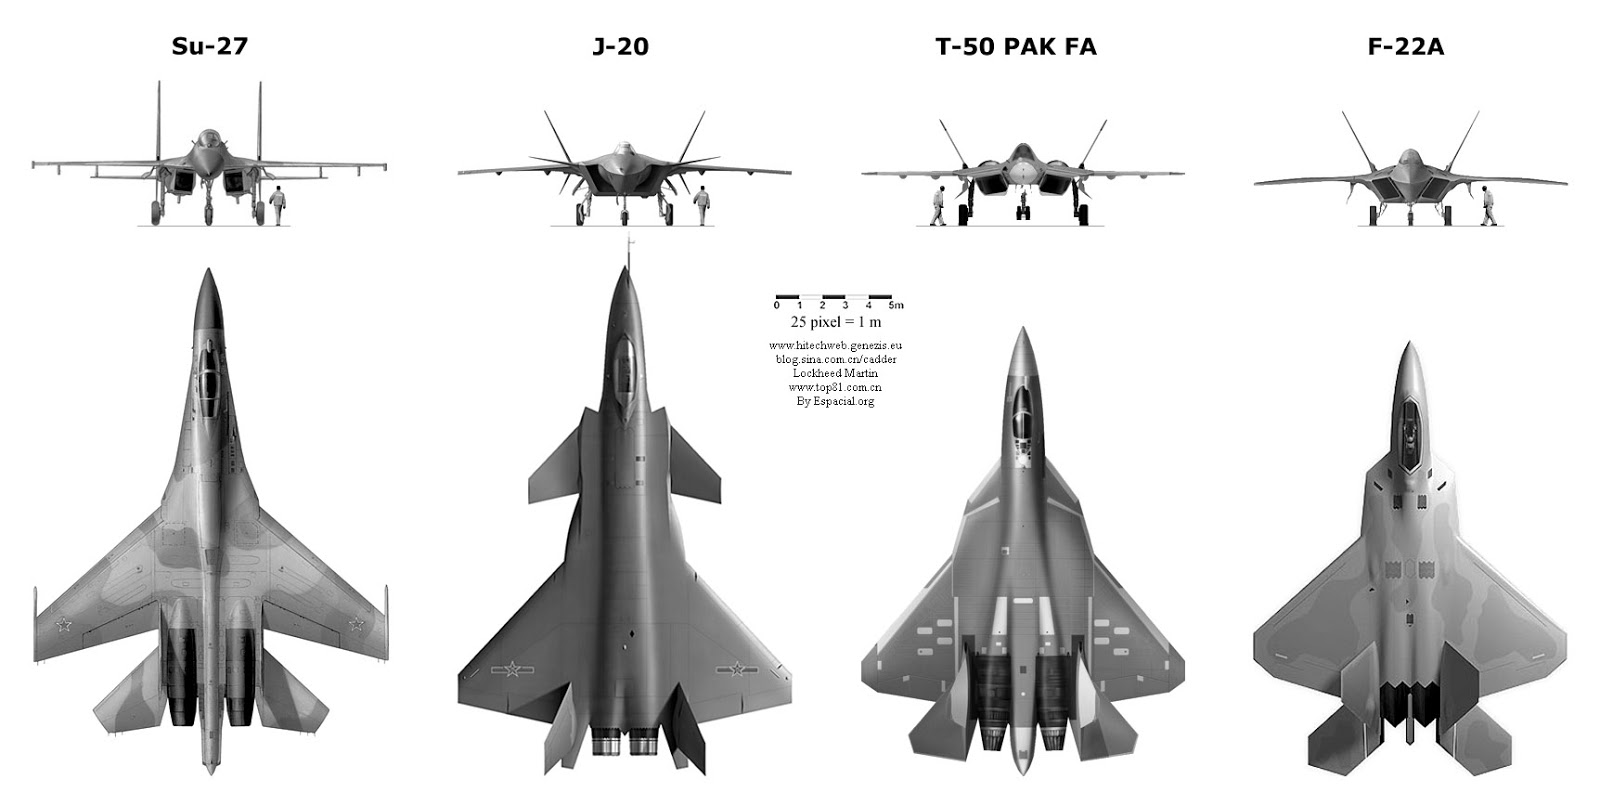 Su-27
J-20
T-50 PAK FA
F-22A
0 1 2 3 4 5m
25 pixel = 1 m
www.hitechweb.genezis.eu
blog.sina.com.cn/cadder
Lockheed Martin
www.top81.com.cn
By Espacial.org